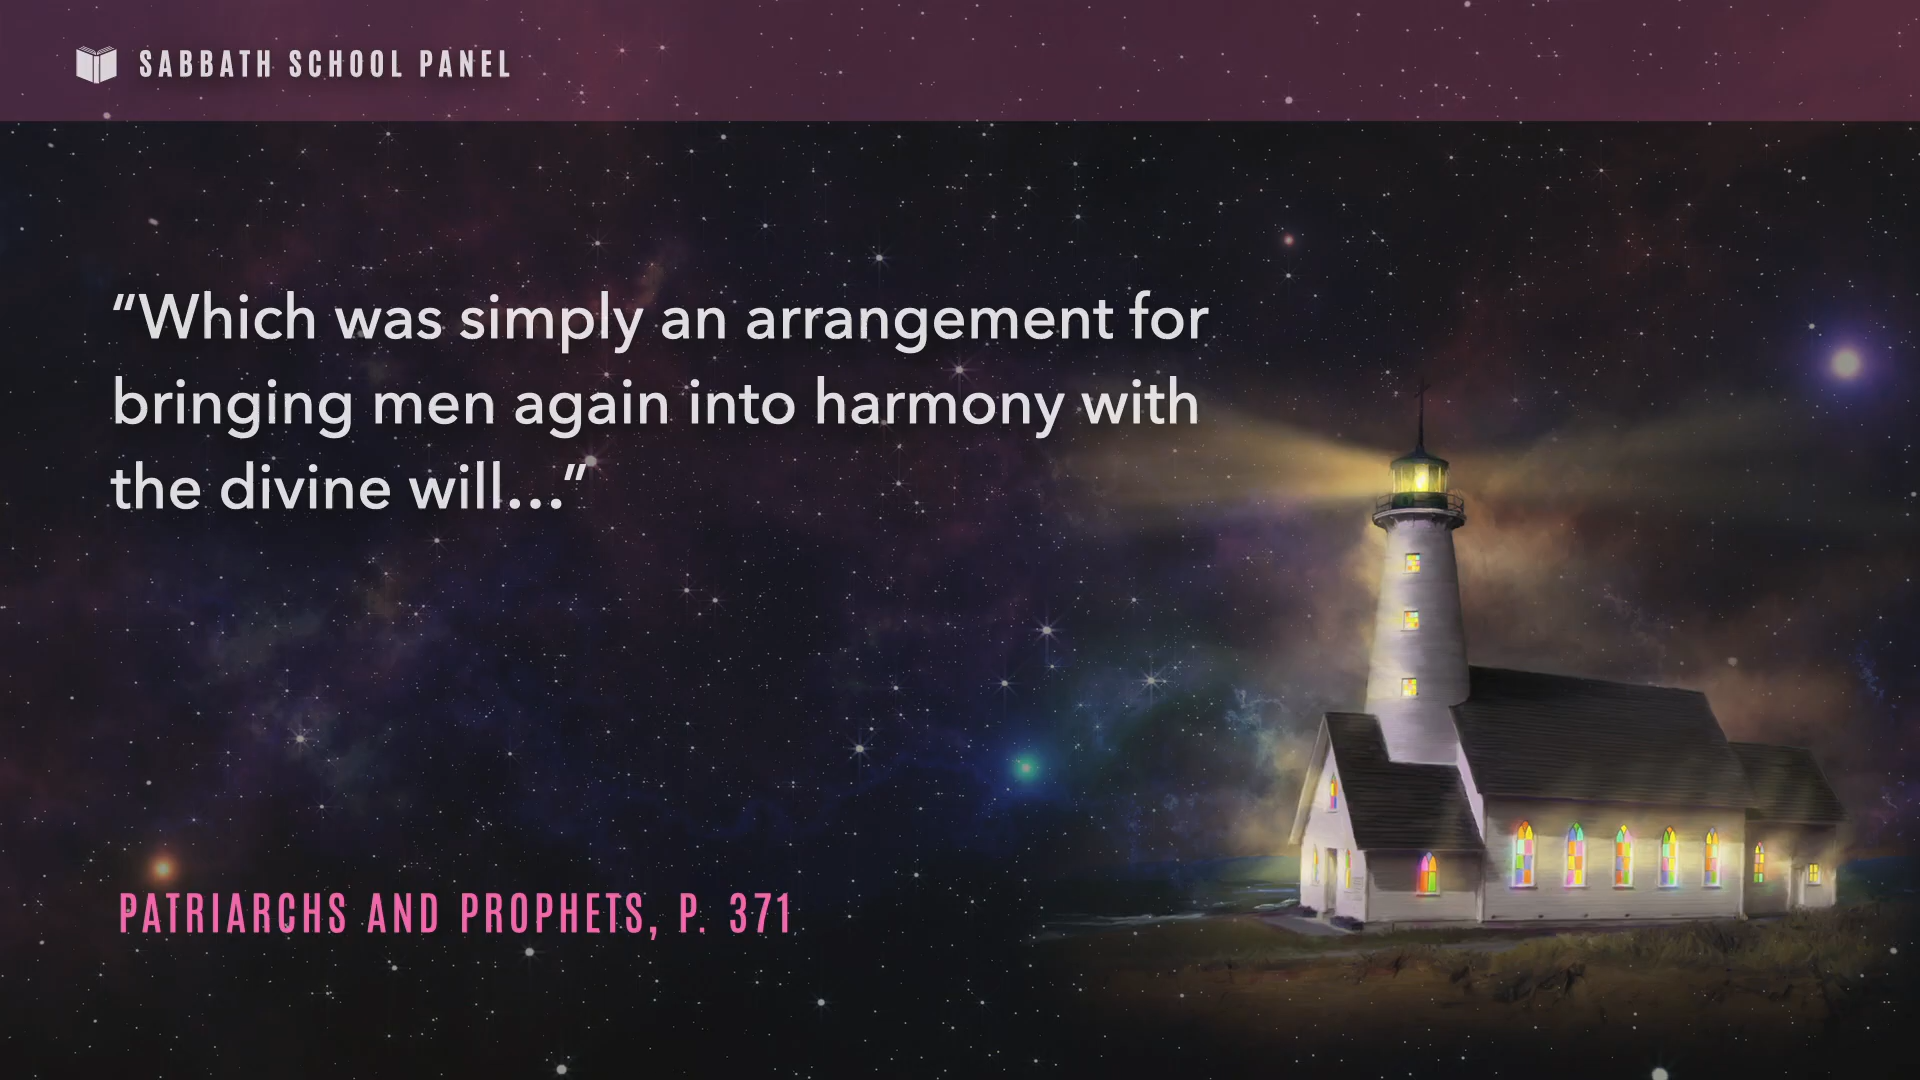 SABBATH SCHOOL PANEL
“Which was simply an arrangement for
bringing men again into harmony with
the divine will...”
PATRIARCHS AND PROPHETS, P. 371